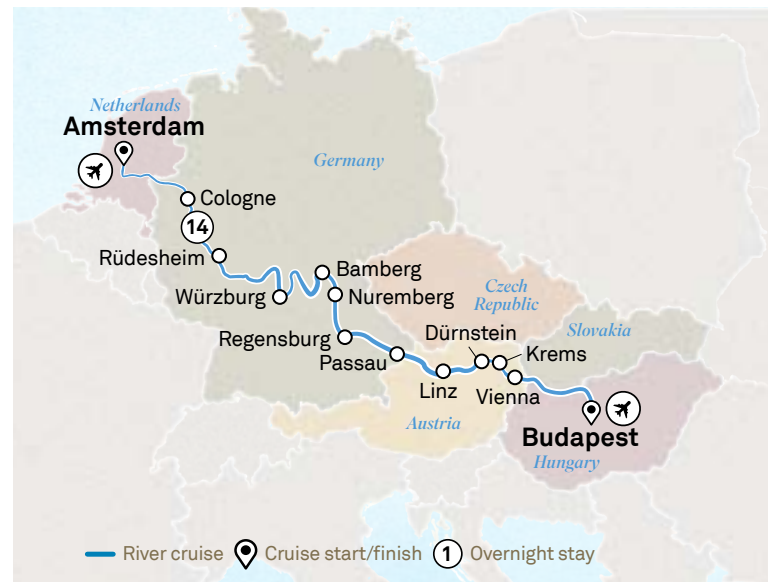 Netherlands
Amsterdam
Germany
Cologne
14
Rüdesheim
Bamberg
Würzburg
Nuremberg
Czech
Republic
Regensburg
Dürnstein
Slovakia
Passau
Krems
Linz
Vienna
Austria
Budapest
Hungary
River cruise
Cruise start/finish
1
Overnight stay